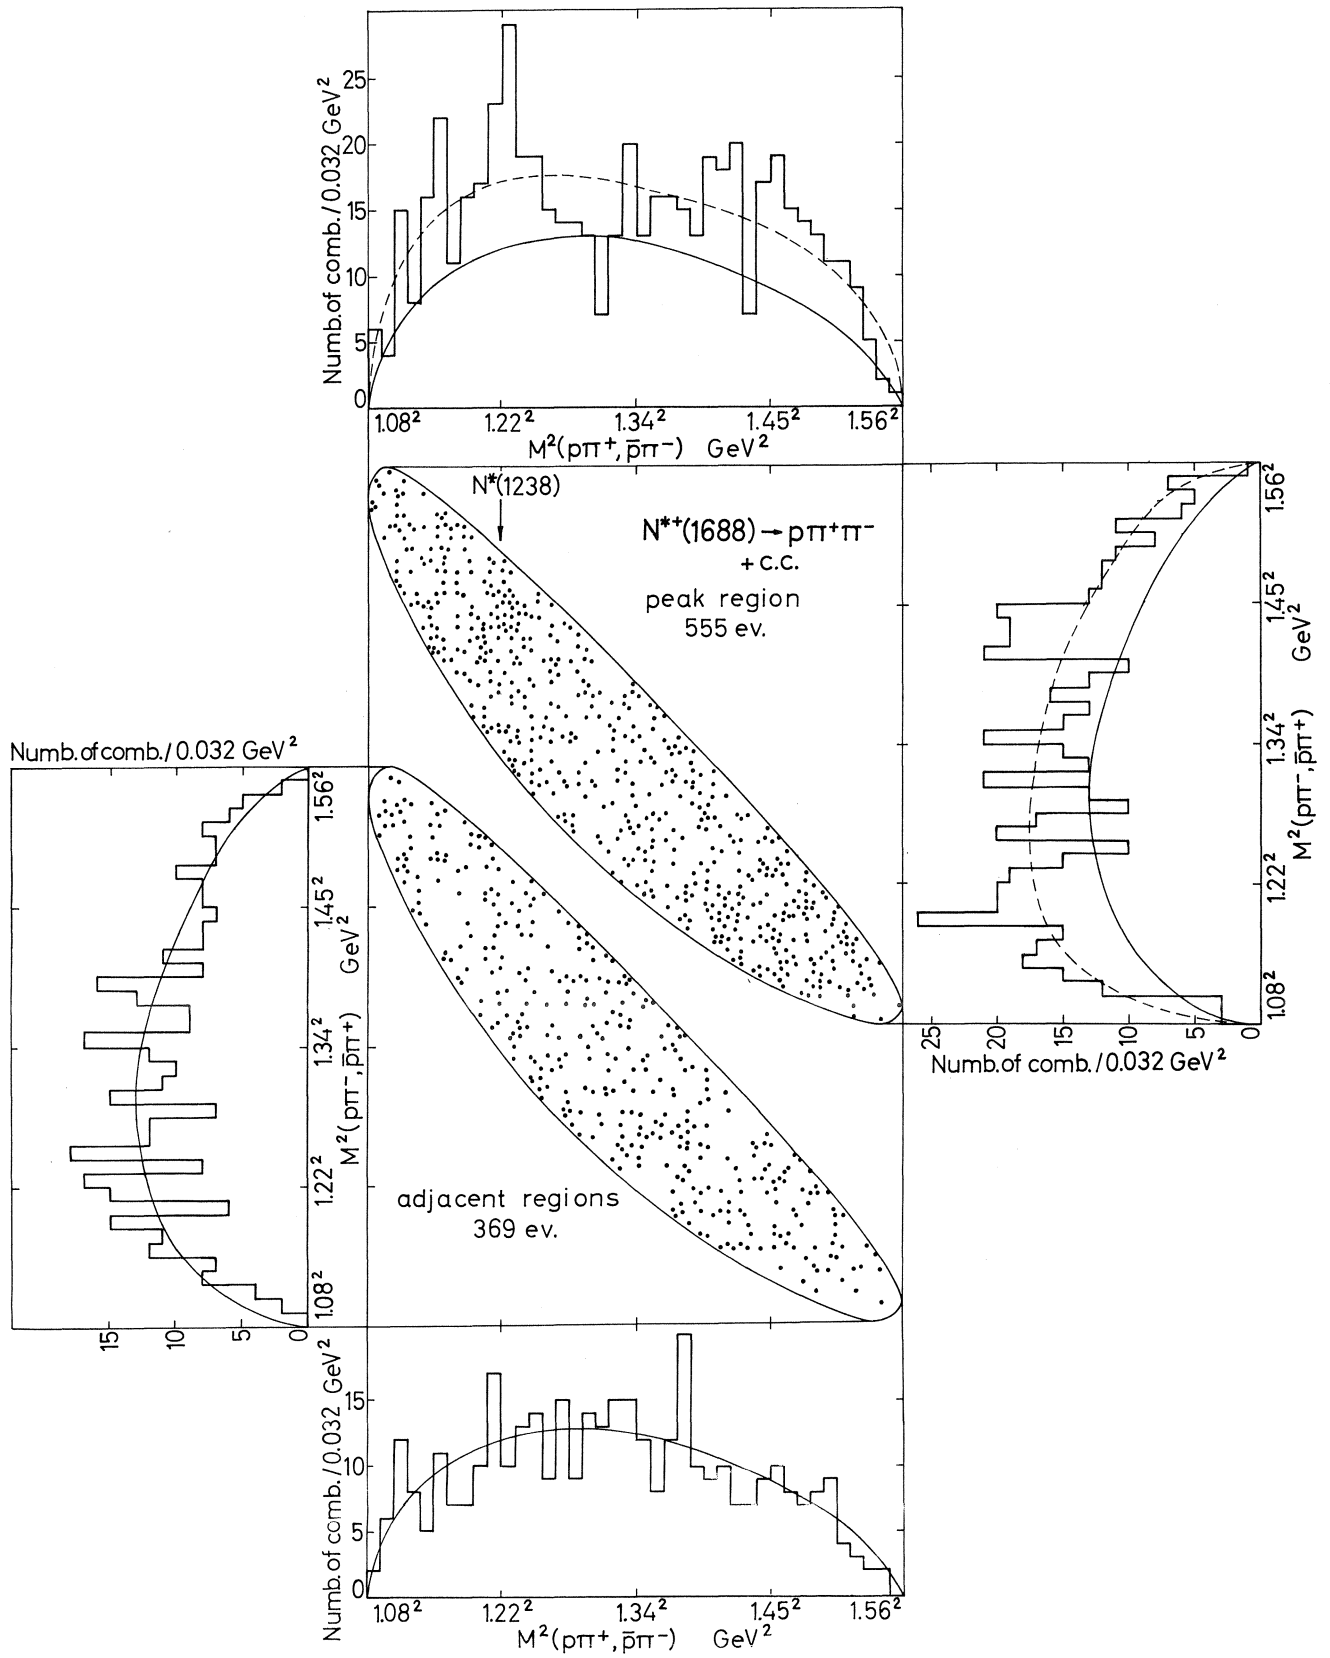 Numb. of comb. / 0.032 GeV²
25
20
15
10
5
0
1.08² 1.22² 1.34² 1.45² 1.56²
M²(pπ⁺, p̄π⁻) GeV²
N*(1238)
N*⁺(1688) → pπ⁺π⁻
+ c.c.
peak region
555 ev.
1.56²
1.45²
1.34²
1.22²
1.08²
M²(pπ⁻, p̄π⁺) GeV²
25 20 15 10 5 0
Numb. of comb. / 0.032 GeV²
Numb. of comb. / 0.032 GeV²
1.56²
1.45²
1.34²
1.22²
1.08²
M²(pπ⁻, p̄π⁺) GeV²
15 10 5 0
adjacent regions
369 ev.
Numb. of comb. / 0.032 GeV²
15
10
5
0
1.08² 1.22² 1.34² 1.45² 1.56²
M²(pπ⁺, p̄π⁻) GeV²